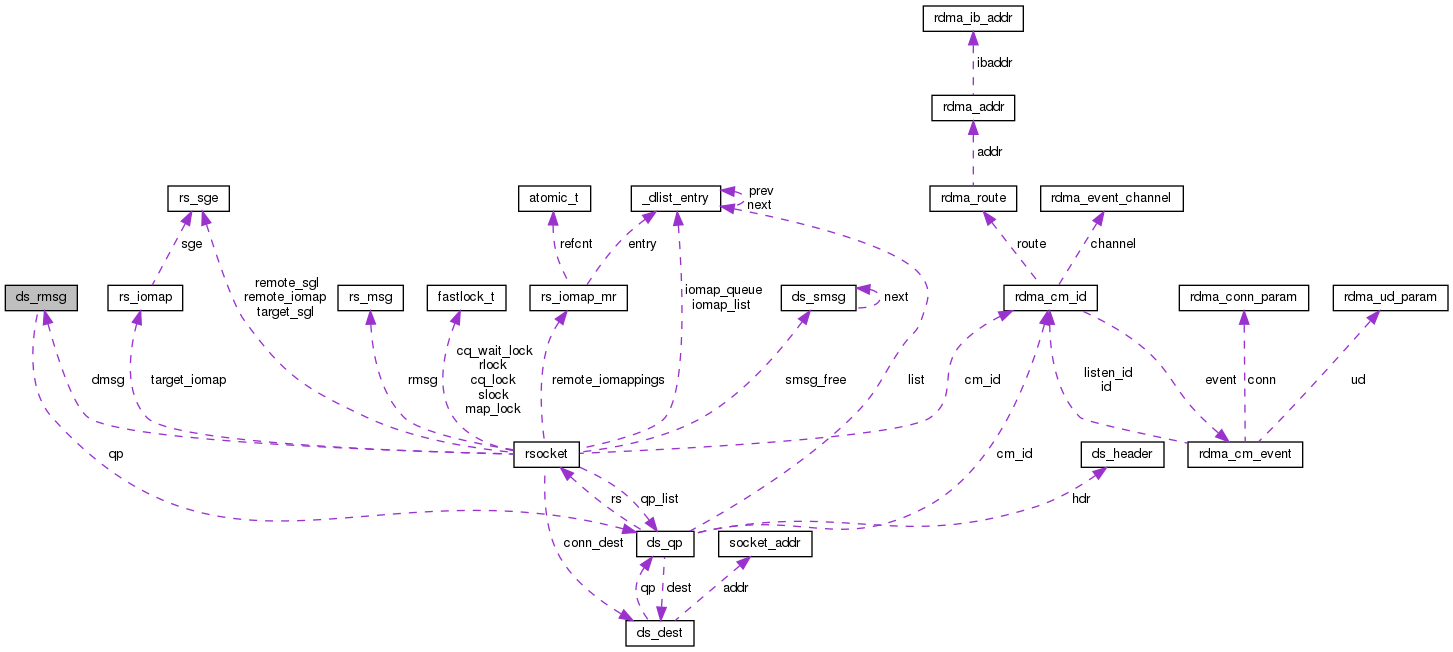 rdma_ib_addr
ibaddr
rdma_addr
addr
rs_sge
atomic_t
_dlist_entry
prev
next
rdma_route
rdma_event_channel
sge
refcnt
entry
route
channel
ds_rmsg
rs_iomap
remote_sgl
remote_iomap
target_sgl
rs_msg
fastlock_t
rs_iomap_mr
iomap_queue
iomap_list
ds_smsg
next
rdma_cm_id
rdma_conn_param
rdma_ud_param
dmsg
target_iomap
rmsg
cq_wait_lock
rlock
cq_lock
slock
map_lock
remote_iomappings
smsg_free
list
cm_id
listen_id
id
event
conn
ud
qp
rsocket
cm_id
ds_header
rdma_cm_event
rs
qp_list
hdr
conn_dest
ds_qp
socket_addr
qp
dest
addr
ds_dest